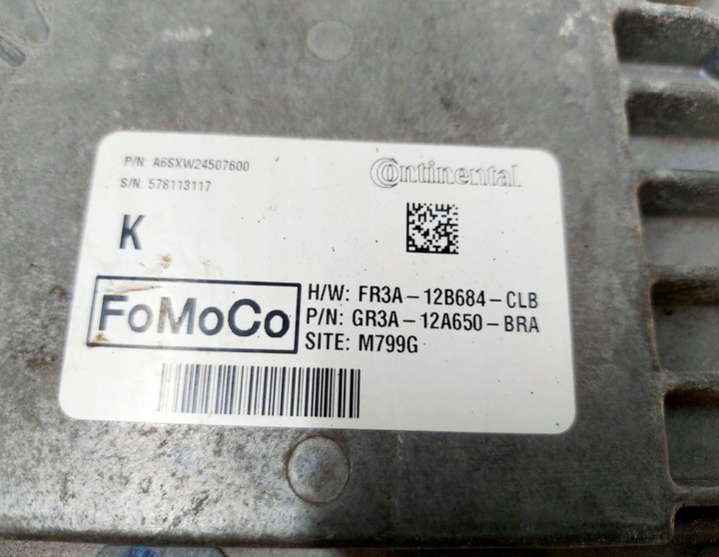 P/N: A6SXW24507600
S/N: 578113117
Continental
K
FoMoCo
H/W: FR3A-12B684-CLB
P/N: GR3A-12A650-BRA
SITE: M799G